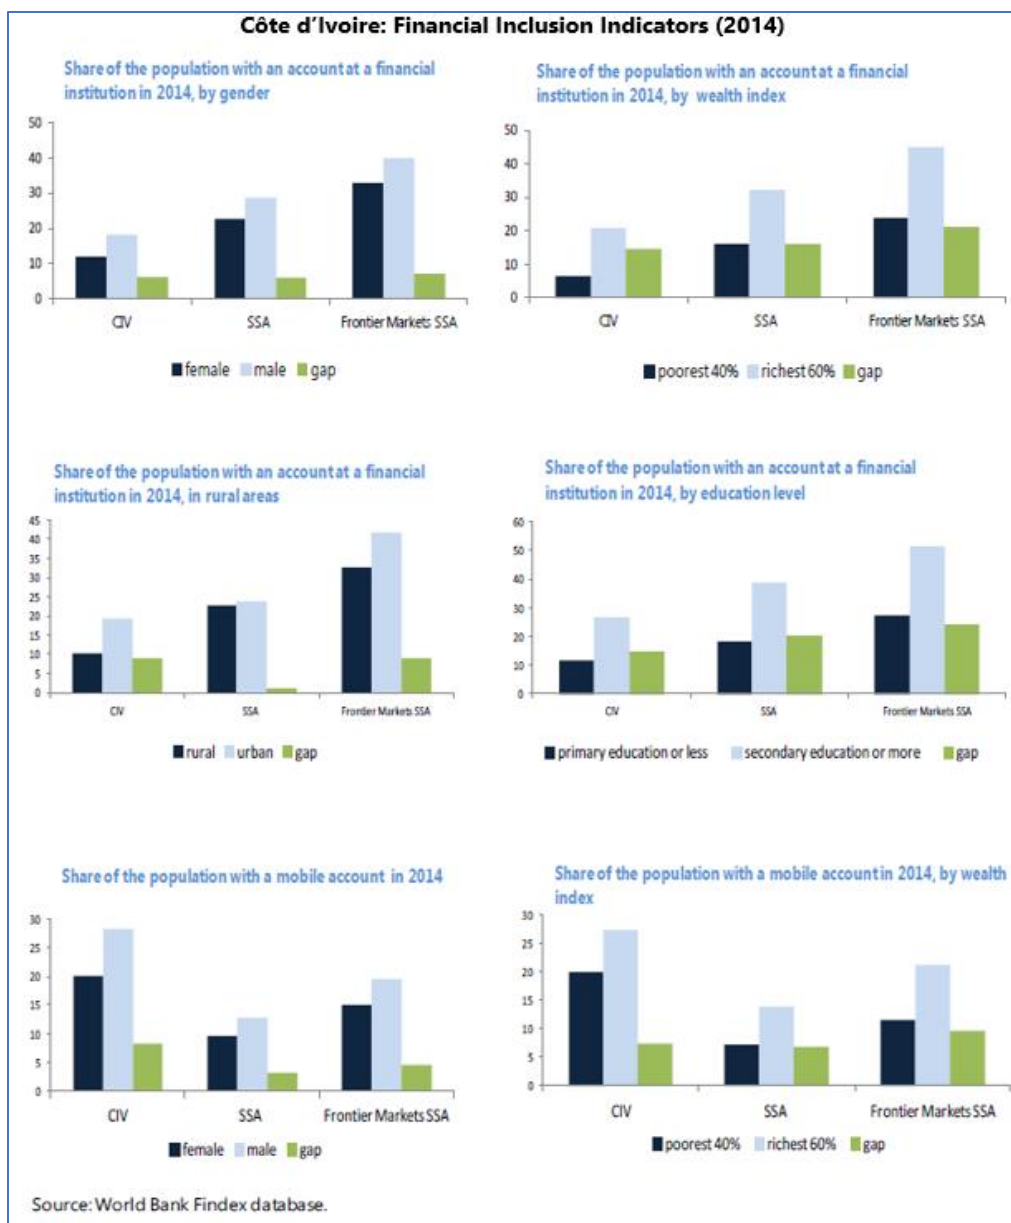 Côte d'Ivoire: Financial Inclusion Indicators (2014)
Share of the population with an account at a financial
institution in 2014, by gender
50
40
30
20
10
0
CIV SSA Frontier Markets SSA
female male gap
Share of the population with an account at a financial
institution in 2014, by wealth index
50
40
30
20
10
0
CIV SSA Frontier Markets SSA
poorest 40% richest 60% gap
Share of the population with an account at a financial
institution in 2014, in rural areas
45
40
35
30
25
20
15
10
5
0
CIV SSA Frontier Markets SSA
rural urban gap
Share of the population with an account at a financial
institution in 2014, by education level
60
50
40
30
20
10
0
CIV SSA Frontier Markets SSA
primary education or less secondary education or more gap
Share of the population with a mobile account in 2014
30
25
20
15
10
5
0
CIV SSA Frontier Markets SSA
female male gap
Share of the population with a mobile account in 2014, by wealth
index
30
25
20
15
10
5
0
CIV SSA Frontier Markets SSA
poorest 40% richest 60% gap
Source: World Bank Findex database.